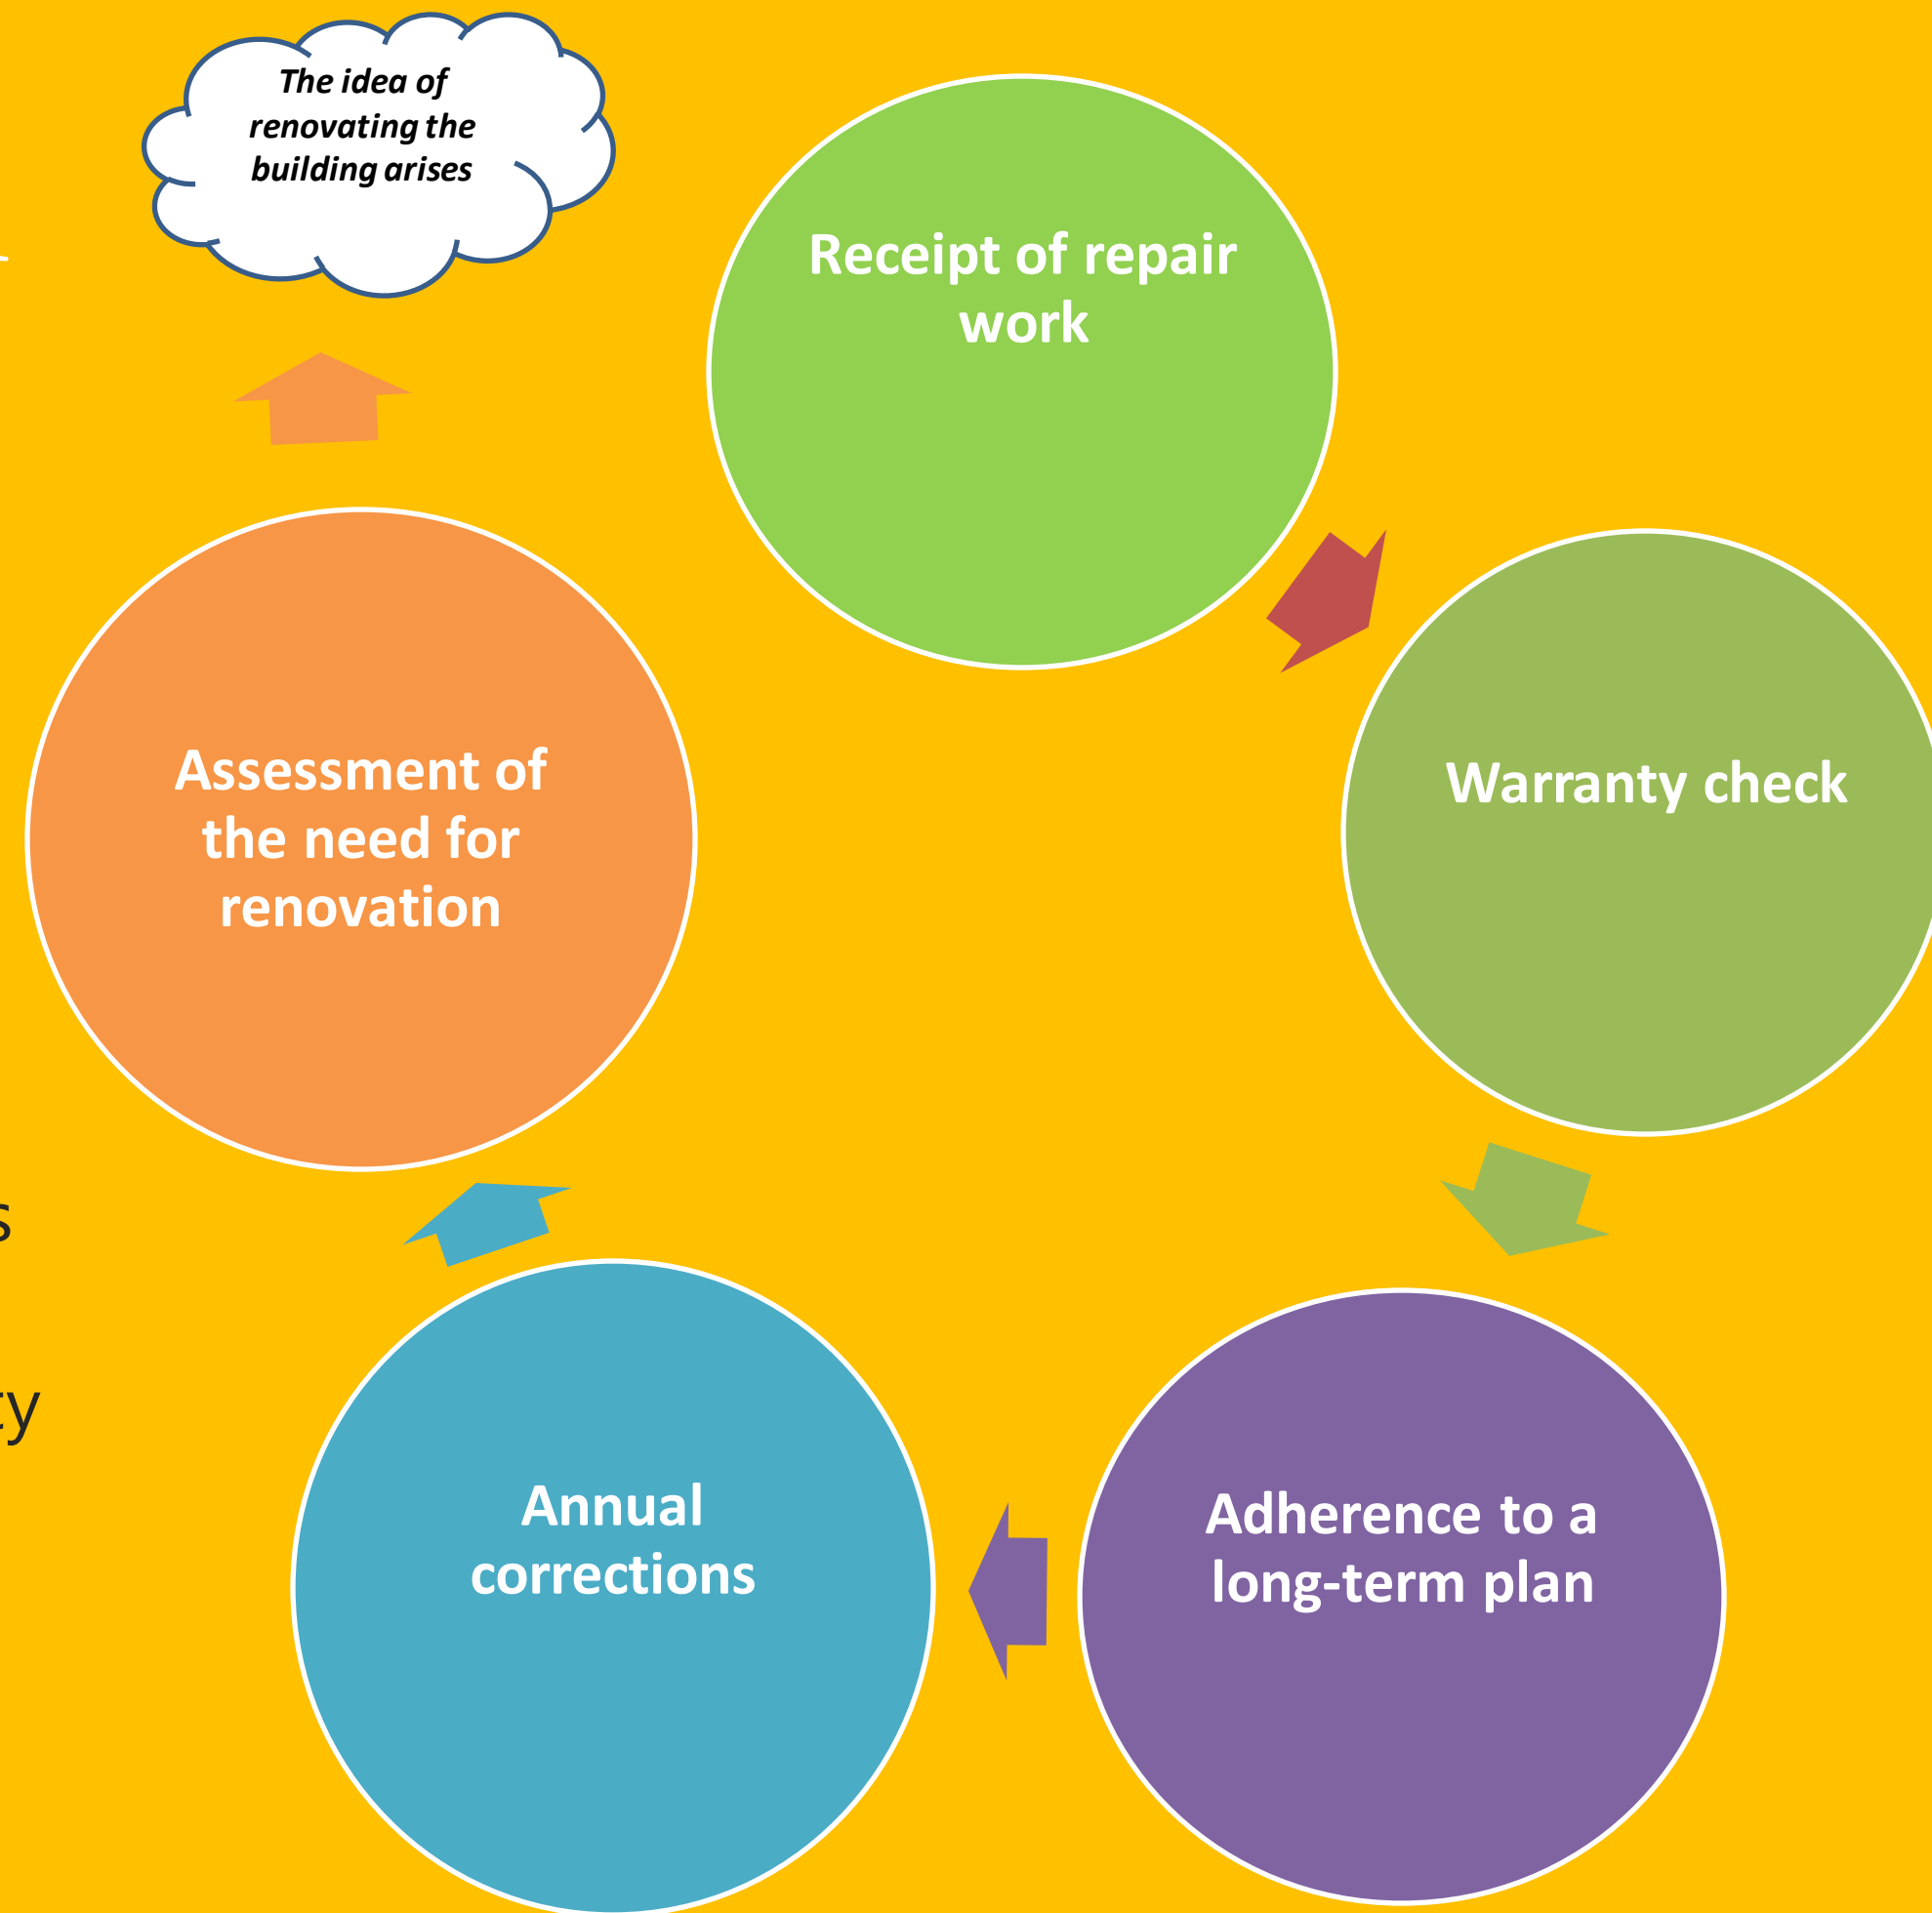 The idea of
renovating the
building arises
Receipt of repair
work
Warranty check
Adherence to a
long-term plan
Annual
corrections
Assessment of
the need for
renovation